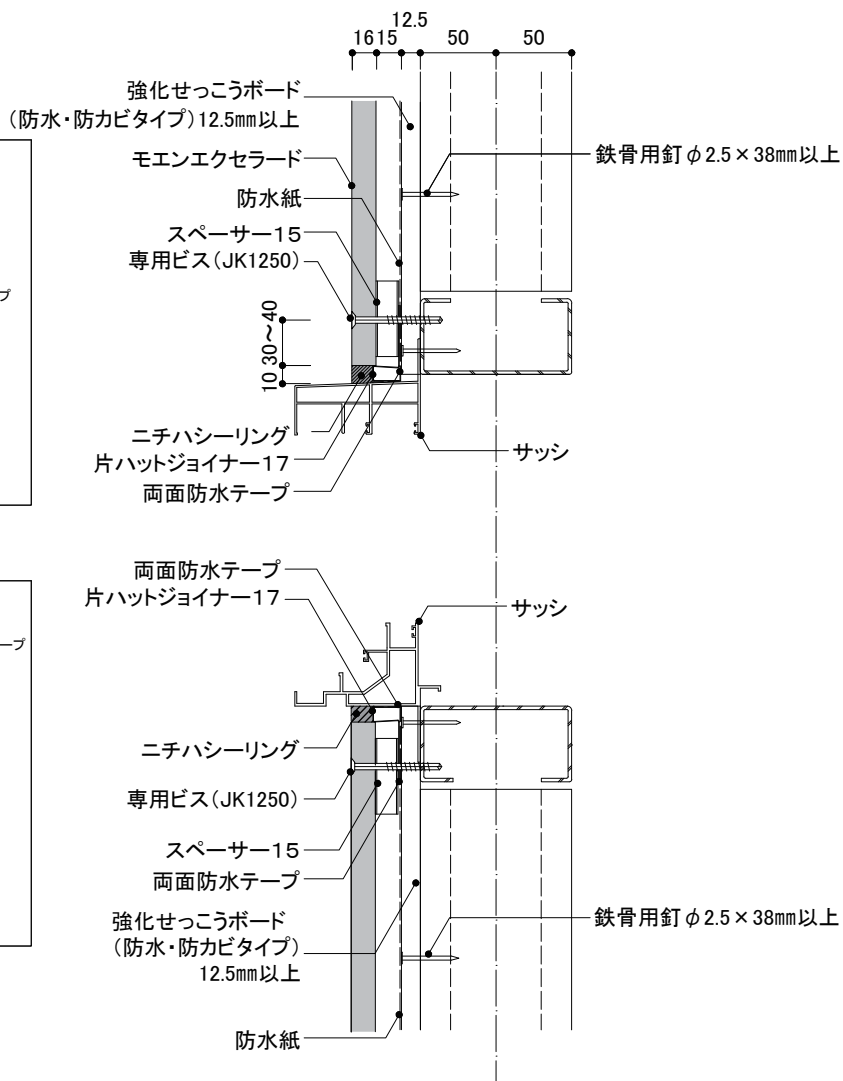 12.5
16 15 50 50
強化せっこうボード
（防水・防カビタイプ）12.5mm以上
モエンエクセラード
鉄骨用釘φ2.5×38mm以上
防水紙
スペーサー15
専用ビス（JK1250）
プ
30～40
10
ニチハシーリング
片ハットジョイナー17
両面防水テープ
サッシ
両面防水テープ
片ハットジョイナー17
サッシ
ープ
ニチハシーリング
専用ビス（JK1250）
スペーサー15
両面防水テープ
強化せっこうボード
（防水・防カビタイプ）
12.5mm以上
鉄骨用釘φ2.5×38mm以上
防水紙